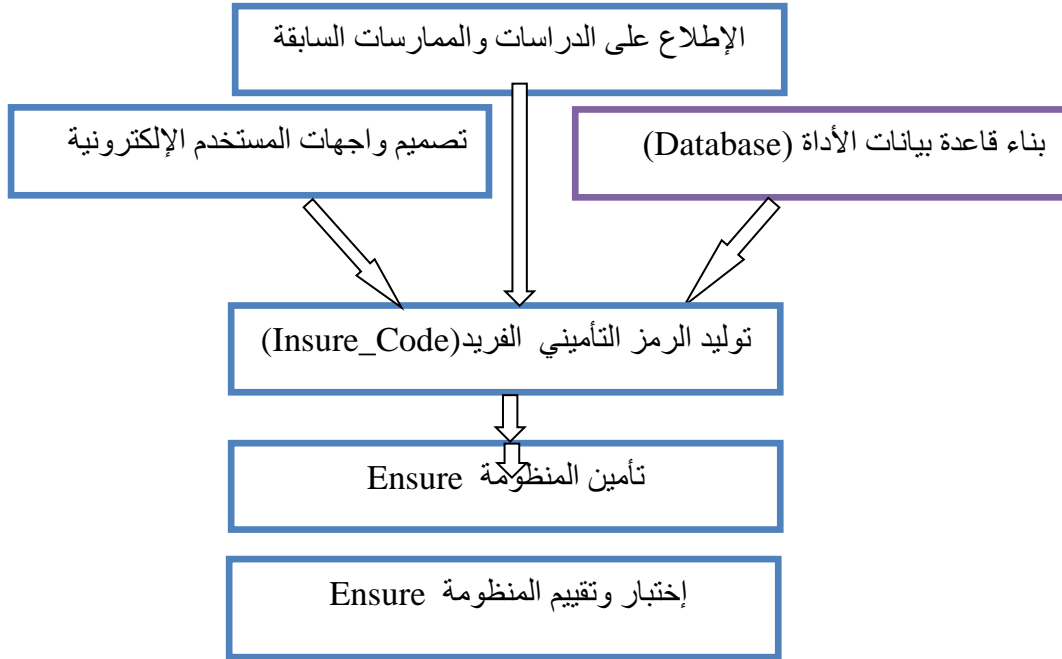 الإطلاع على الدراسات والممارسات السابقة
بناء قاعدة بيانات الأداة (Database)
تصميم واجهات المستخدم الإلكترونية
توليد الرمز التأميني الفريد(Insure_Code)
تأمين المنظومة Ensure
إختبار وتقييم المنظومة Ensure